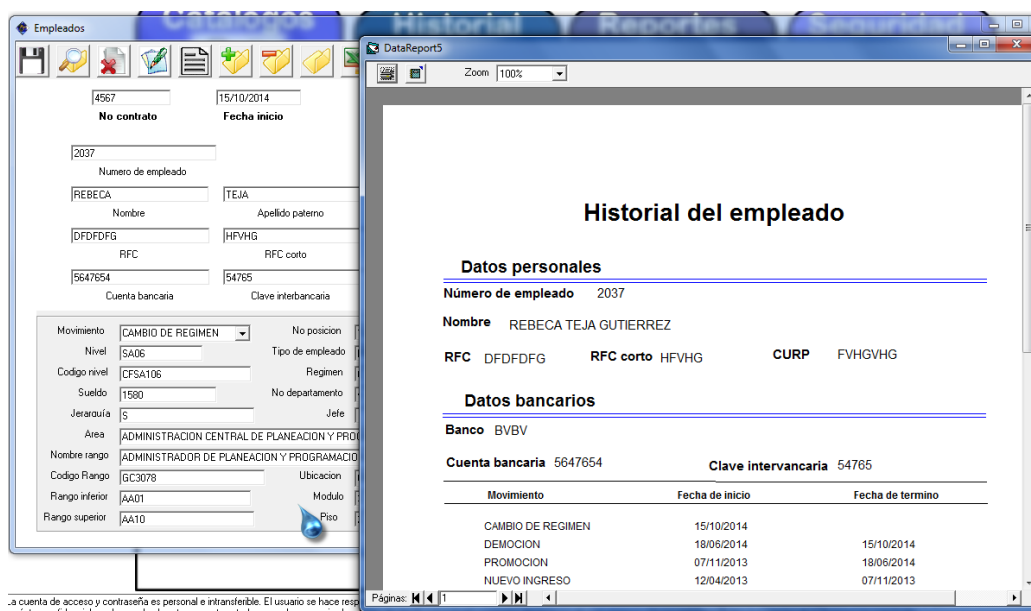 Catalogos Historial Reportes Seguridad
Empleados
4567 15/10/2014
No contrato Fecha inicio
2037
Numero de empleado
REBECA TEJA
Nombre Apellido paterno
DFDFDFG HFVHG
RFC RFC corto
5647654 54765
Cuenta bancaria Clave interbancaria
Movimiento CAMBIO DE REGIMEN No posicion
Nivel SA06 Tipo de empleado
Codigo nivel CFSA106 Regimen
Sueldo 1580 No departamento
Jerarquía S Jefe
Area ADMINISTRACION CENTRAL DE PLANEACION Y PRO
Nombre rango ADMINISTRADOR DE PLANEACION Y PROGRAMACIO
Codigo Rango GC3078 Ubicacion
Rango inferior AA01 Modulo
Rango superior AA10 Piso
La cuenta de acceso y contraseña es personal e intransferible. El usuario se hace resp
DataReport5
Zoom 100%
Historial del empleado
Datos personales
Número de empleado 2037
Nombre REBECA TEJA GUTIERREZ
RFC DFDFDFG RFC corto HFVHG CURP FVHGVHG
Datos bancarios
Banco BVBV
Cuenta bancaria 5647654 Clave intervancaria 54765
Movimiento Fecha de inicio Fecha de termino
CAMBIO DE REGIMEN 15/10/2014
DEMOCION 18/06/2014 15/10/2014
PROMOCION 07/11/2013 18/06/2014
NUEVO INGRESO 12/04/2013 07/11/2013
Páginas: 1